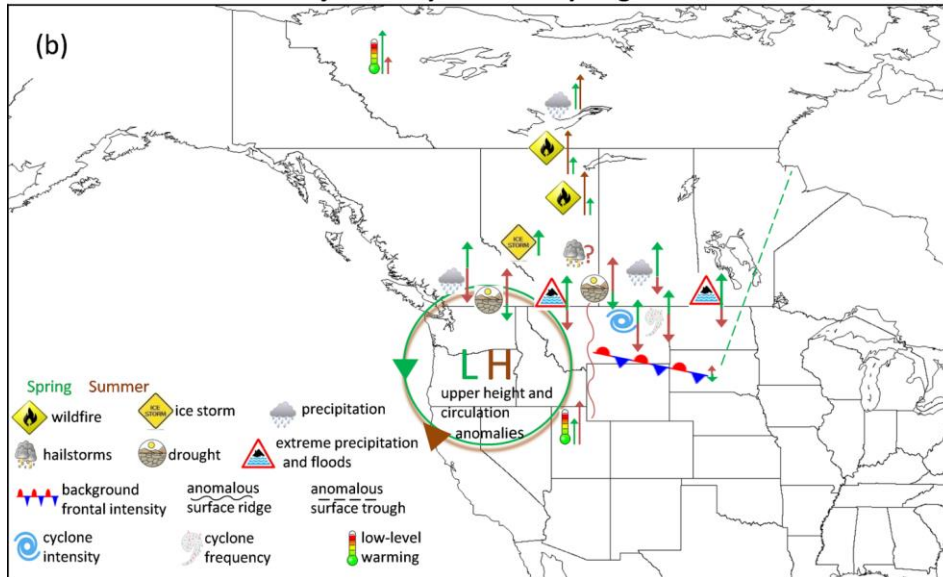 (b)
ICE STORM
?
L H
upper height and
circulation
anomalies
Spring Summer
wildfire
ICE STORM
ice storm
precipitation
hailstorms
drought
extreme precipitation
and floods
background
frontal intensity
anomalous
surface ridge
anomalous
surface trough
cyclone
intensity
cyclone
frequency
low-level
warming